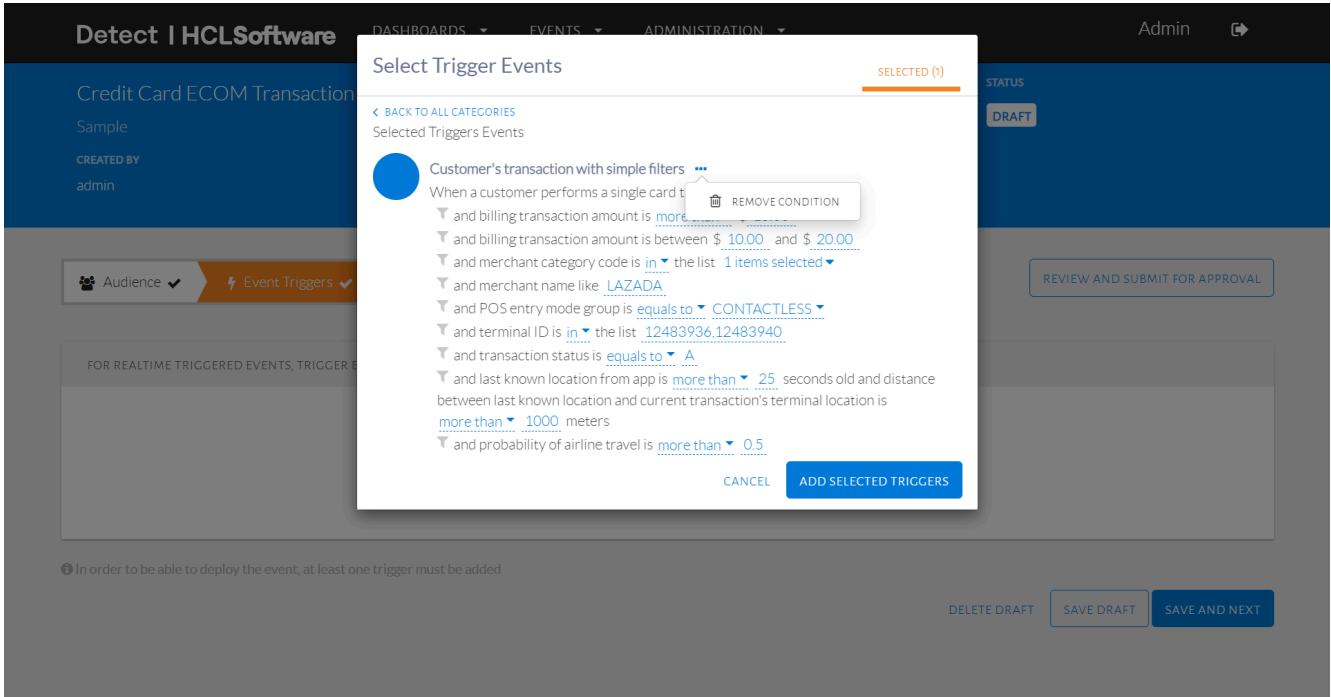 Detect | HCLSoftware
DASHBOARDS EVENTS ADMINISTRATION
Admin
Credit Card ECOM Transaction
Sample
CREATED BY
admin
STATUS
DRAFT
Select Trigger Events
SELECTED (1)
BACK TO ALL CATEGORIES
Selected Triggers Events
Customer's transaction with simple filters
When a customer performs a single card
REMOVE CONDITION
and billing transaction amount is
and billing transaction amount is between $ 10.00 and $ 20.00
and merchant category code is in the list 1 items selected
and merchant name like LAZADA
and POS entry mode group is equals to CONTACTLESS
and terminal ID is in the list 12483936,12483940
and transaction status is equals to A
and last known location from app is more than 25 seconds old and distance
between last known location and current transaction's terminal location is
more than 1000 meters
and probability of airline travel is more than 0.5
CANCEL ADD SELECTED TRIGGERS
Audience Event Triggers
REVIEW AND SUBMIT FOR APPROVAL
FOR REALTIME TRIGGERED EVENTS, TRIGGER
In order to be able to deploy the event, at least one trigger must be added
DELETE DRAFT SAVE DRAFT SAVE AND NEXT